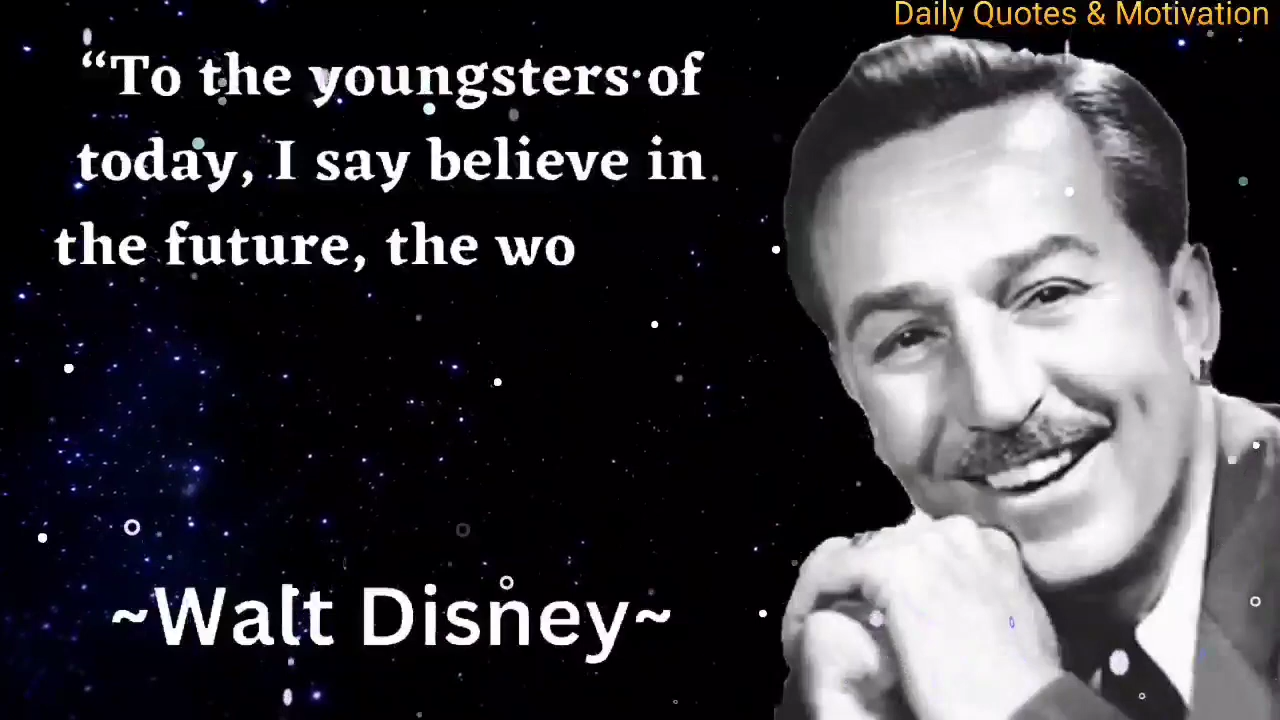 Daily Quotes & Motivation
“To the youngsters of
today, I say believe in
the future, the wo
~Walt Disney~